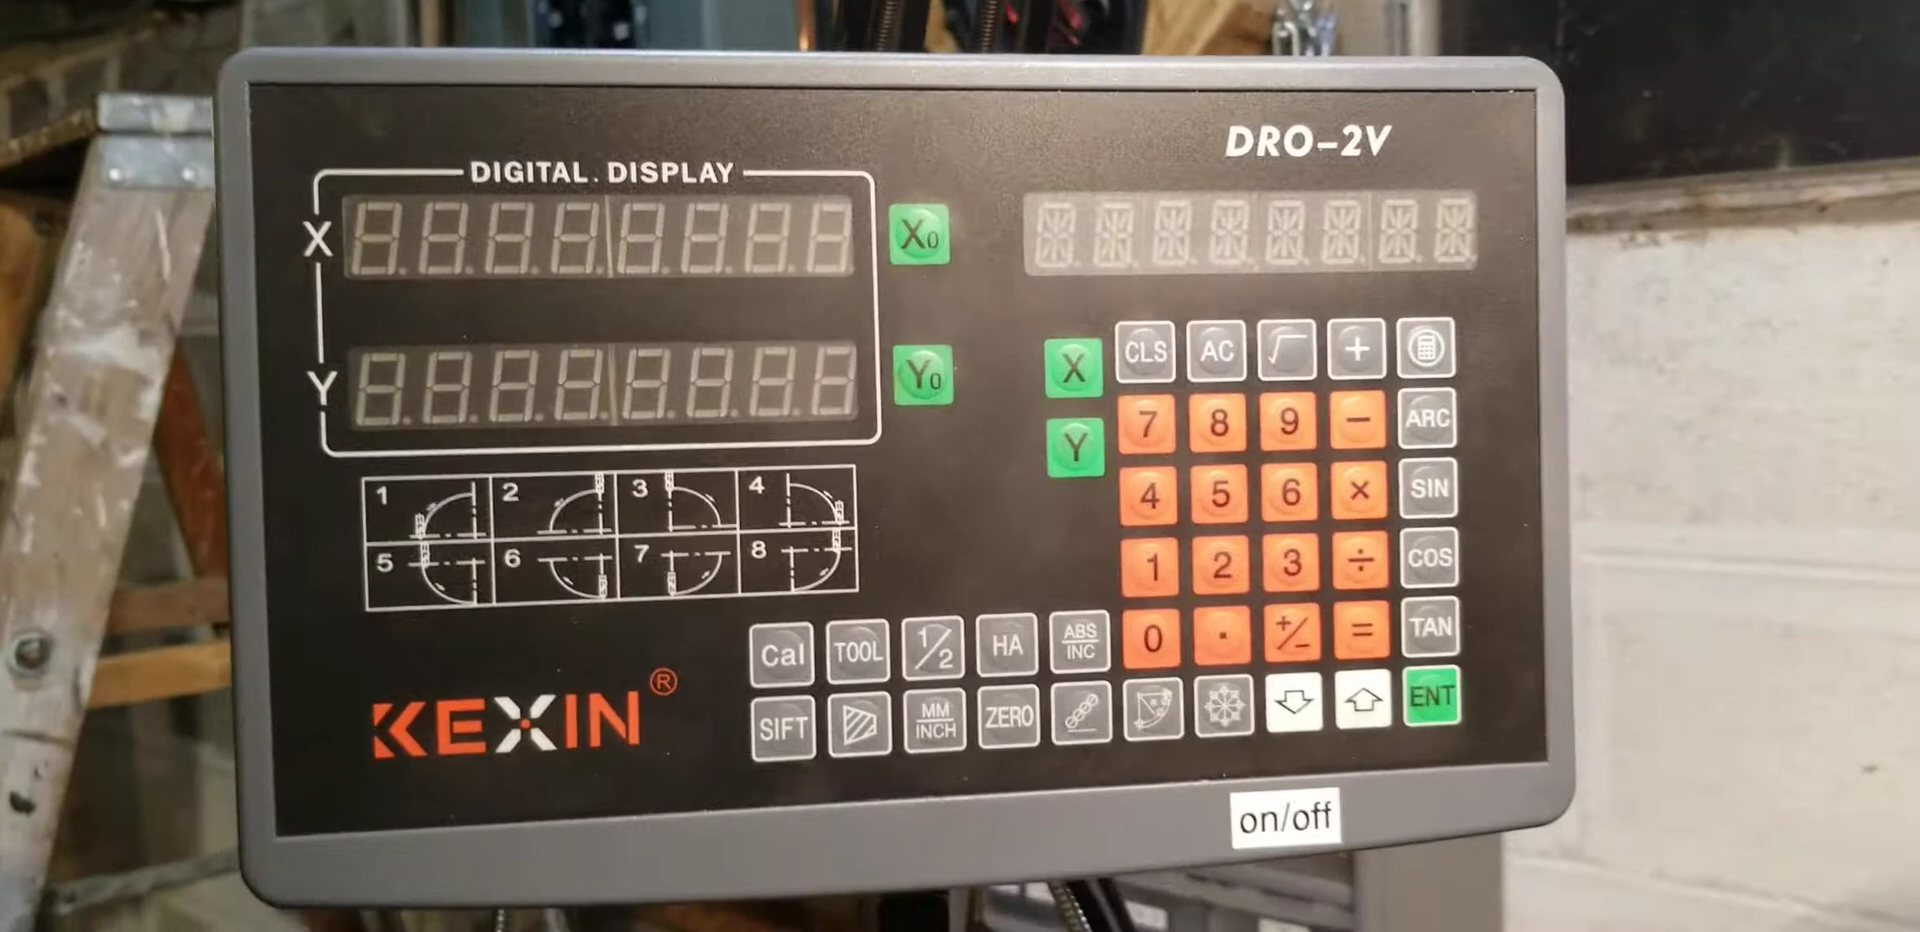 DRO-2V
DIGITAL. DISPLAY
X
X0
Y
Y0
X
CLS AC √ + 
Y
7 8 9 − ARC
4 5 6 × SIN
1 2 3 ÷ COS
0 . +/- = TAN
1 2 3 4
5 6 7 8
Cal TOOL 1/2 HA ABS/INC
SIFT MM/INCH ZERO ENT
KEXIN®
on/off